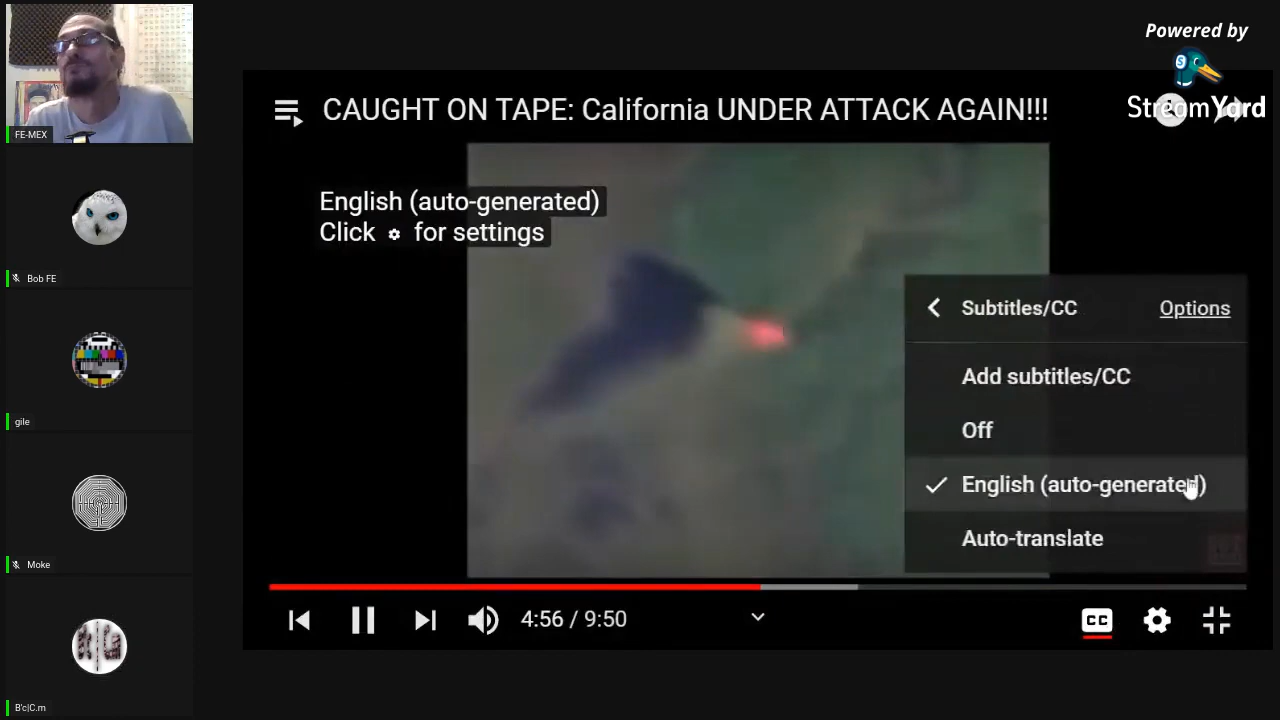 Powered by
StreamYard
FE-MEX
Bob FE
gile
Moke
B'c|C.m
CAUGHT ON TAPE: California UNDER ATTACK AGAIN!!!
English (auto-generated)
Click for settings
Subtitles/CC Options
Add subtitles/CC
Off
English (auto-generated)
Auto-translate
4:56 / 9:50
CC